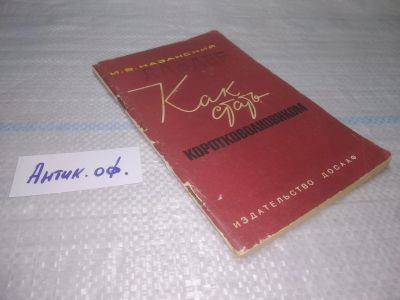 И.В. КАЗАНСКИЙ
Как
стать
КОРОТКОВОЛНОВИКОМ
ИЗДАТЕЛЬСТВО ДОСААФ
Антик.оф.